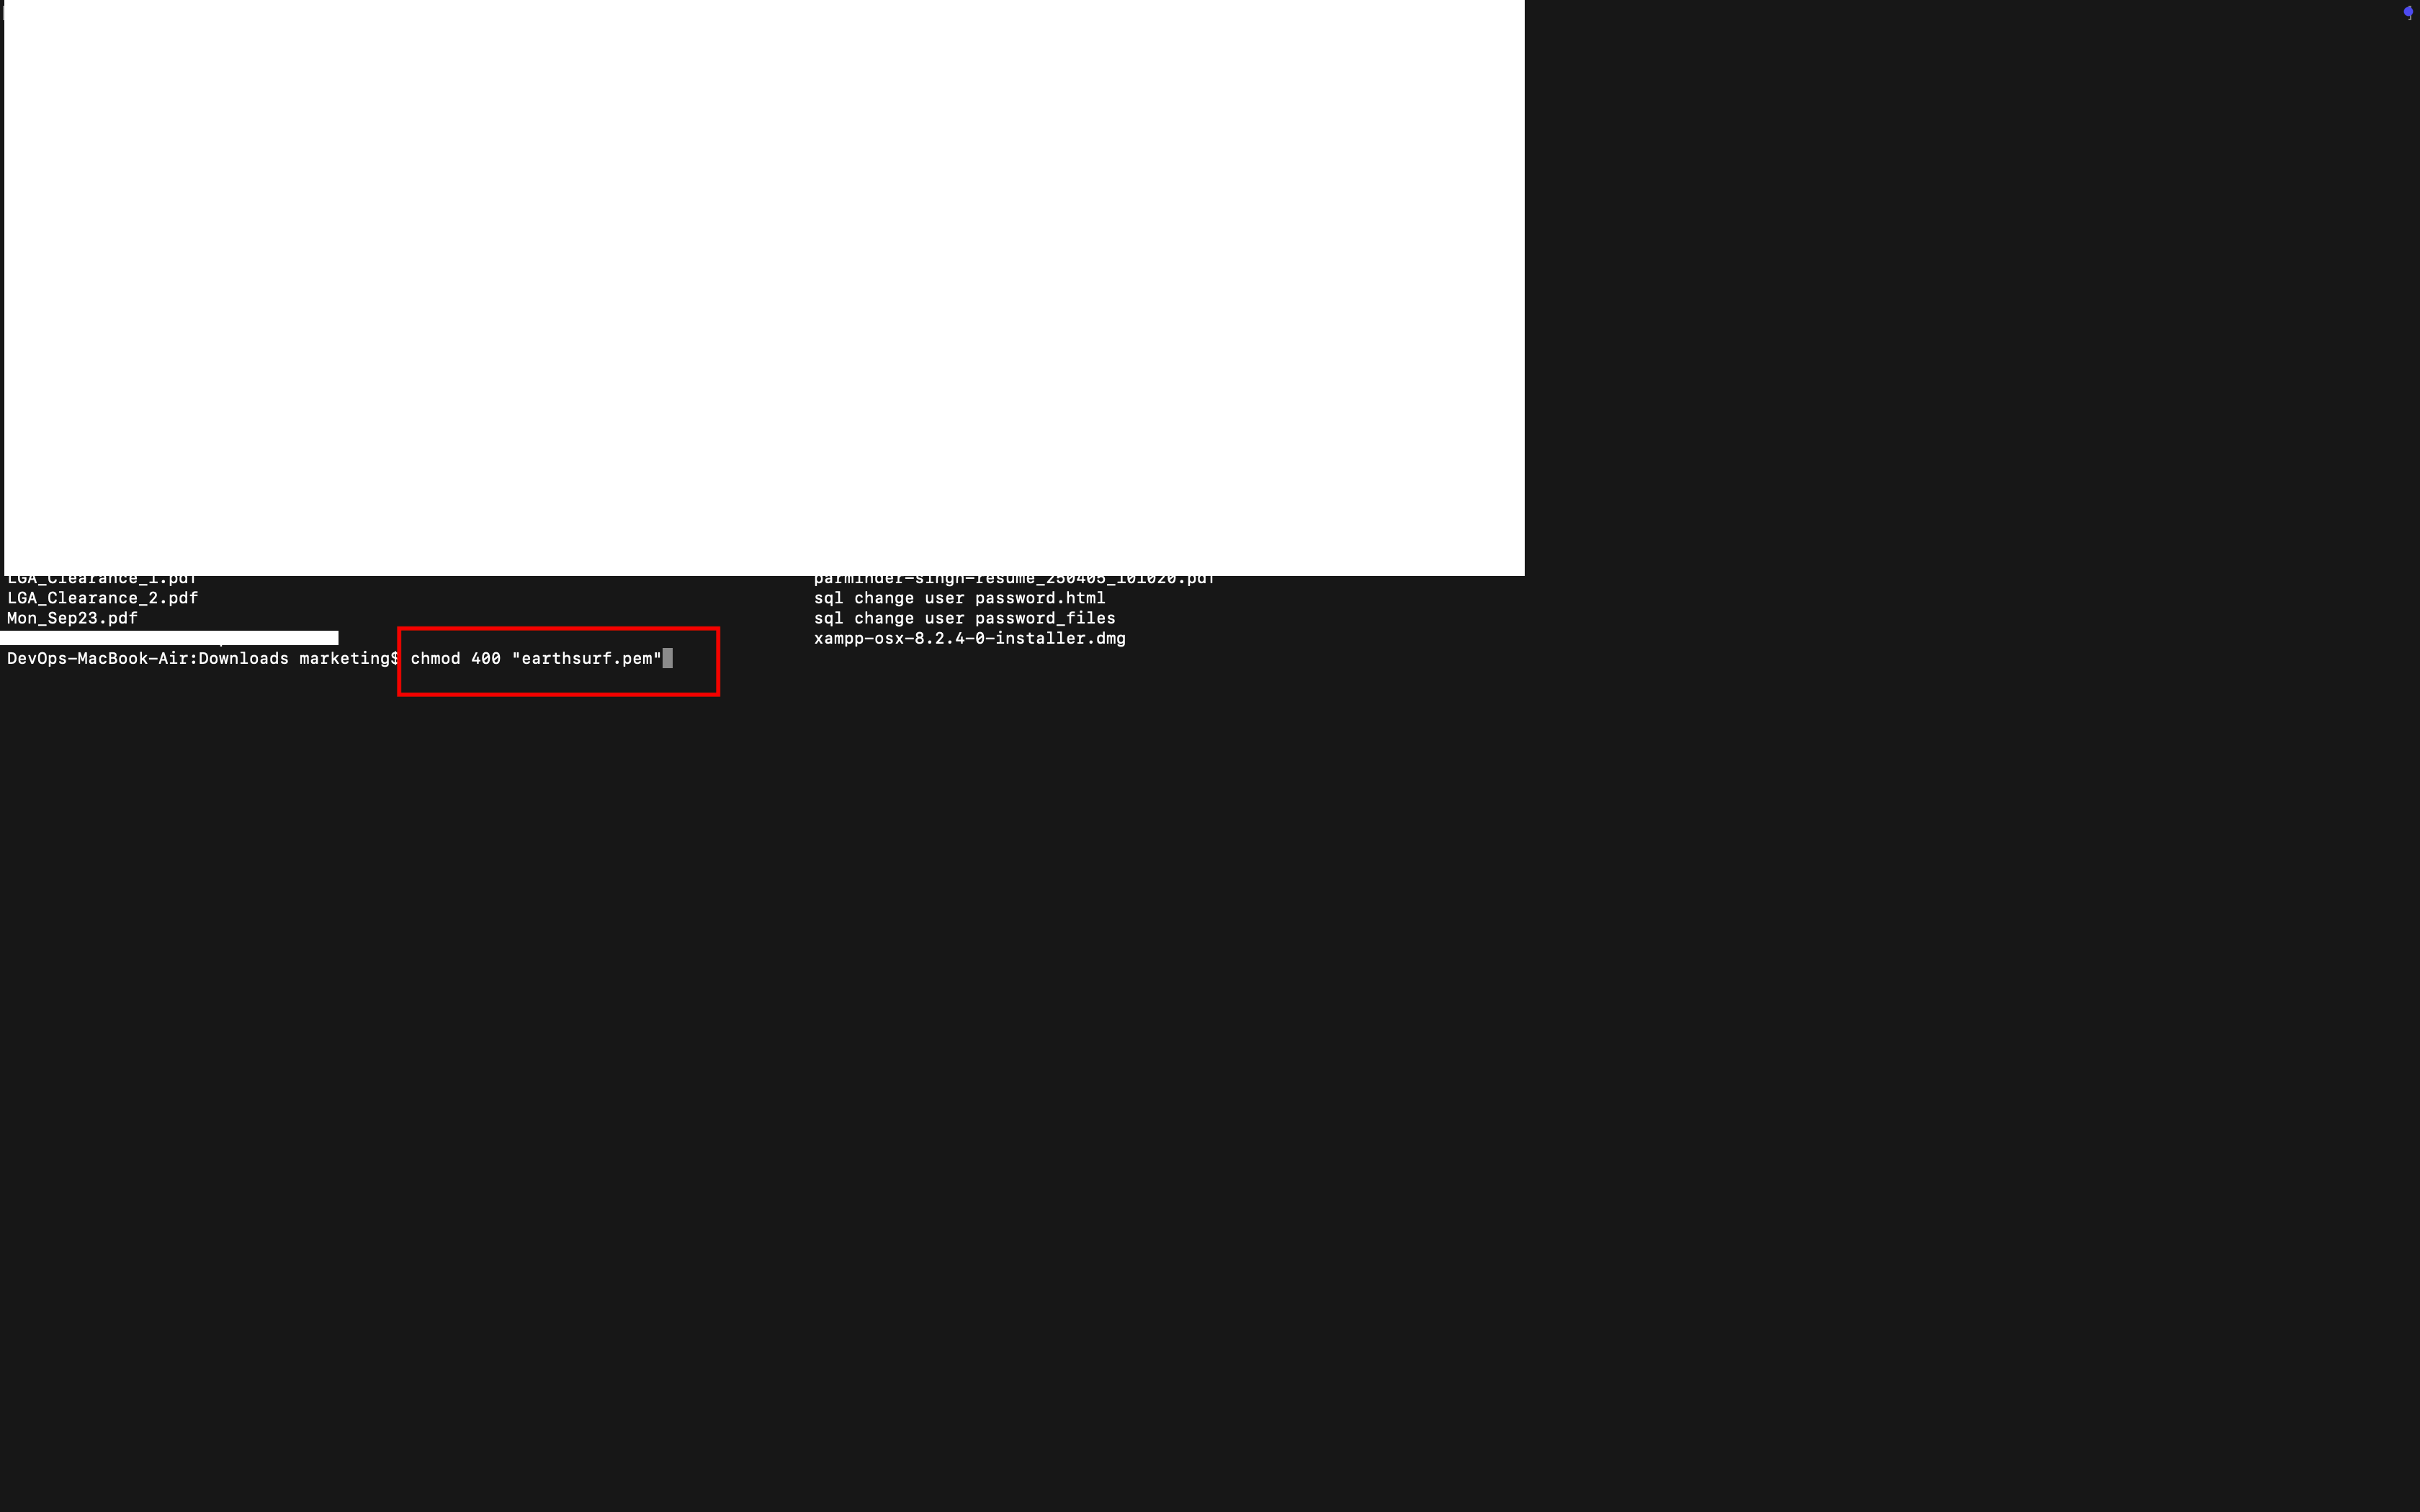 LGA_Clearance_1.pdf parminder-singh-resume_250405_101020.pdf
LGA_Clearance_2.pdf sql change user password.html
Mon_Sep23.pdf sql change user password_files
xampp-osx-8.2.4-0-installer.dmg
DevOps-MacBook-Air:Downloads marketing$ chmod 400 "earthsurf.pem"